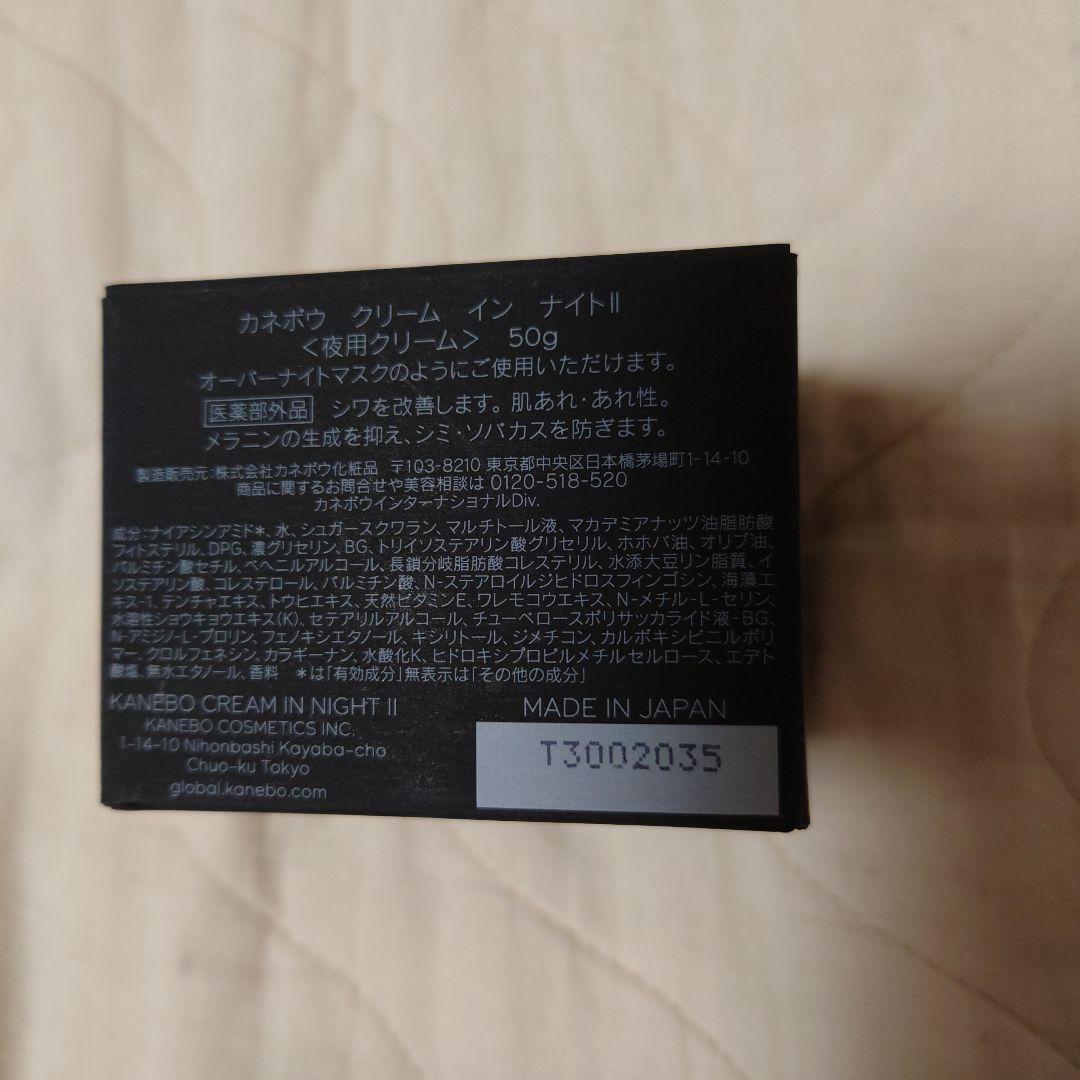 カネボウ クリーム イン ナイトII
＜夜用クリーム＞ 50g
オーバーナイトマスクのようにご使用いただけます。
医薬部外品 シワを改善します。肌あれ・あれ性。
メラニンの生成を抑え、シミ・ソバカスを防ぎます。
製造販売元：株式会社カネボウ化粧品 〒103-8210 東京都中央区日本橋茅場町1-14-10
商品に関するお問合せや美容相談は 0120-518-520
カネボウインターナショナルDiv.
成分：ナイアシンアミド*、水、シュガースクワラン、マルチトール液、マカデミアナッツ油脂肪酸
フイトステリル、DPG、濃グリセリン、BG、トリイソステアリン酸グリセリル、ホホバ油、オリブ油、
パルミチン酸セチル、ベヘニルアルコール、長鎖分岐脂肪酸コレステリル、水添大豆リン脂質、イ
ソステアリン酸、コレステロール、パルミチン酸、N-ステアロイルジヒドロスフィンゴシン、海藻エ
キス-1、テンチャエキス、トウヒエキス、天然ビタミンE、ワレモコウエキス、N-メチル-L-セリン、
水溶性ショウキョウエキス(K)、セテアリルアルコール、チューベロースポリサッカライド液-BG、
N-アミジノ-L-プロリン、フェノキシエタノール、キシリトール、ジメチコン、カルボキシビニルポリ
マー、クロルフェネシン、カラギーナン、水酸化K、ヒドロキシプロピルメチルセルロース、エデト
酸塩、無水エタノール、香料 *は「有効成分」無表示は「その他の成分」
KANEBO CREAM IN NIGHT II
KANEBO COSMETICS INC.
1-14-10 Nihonbashi Kayaba-cho
Chuo-ku Tokyo
global.kanebo.com
MADE IN JAPAN
T3002035